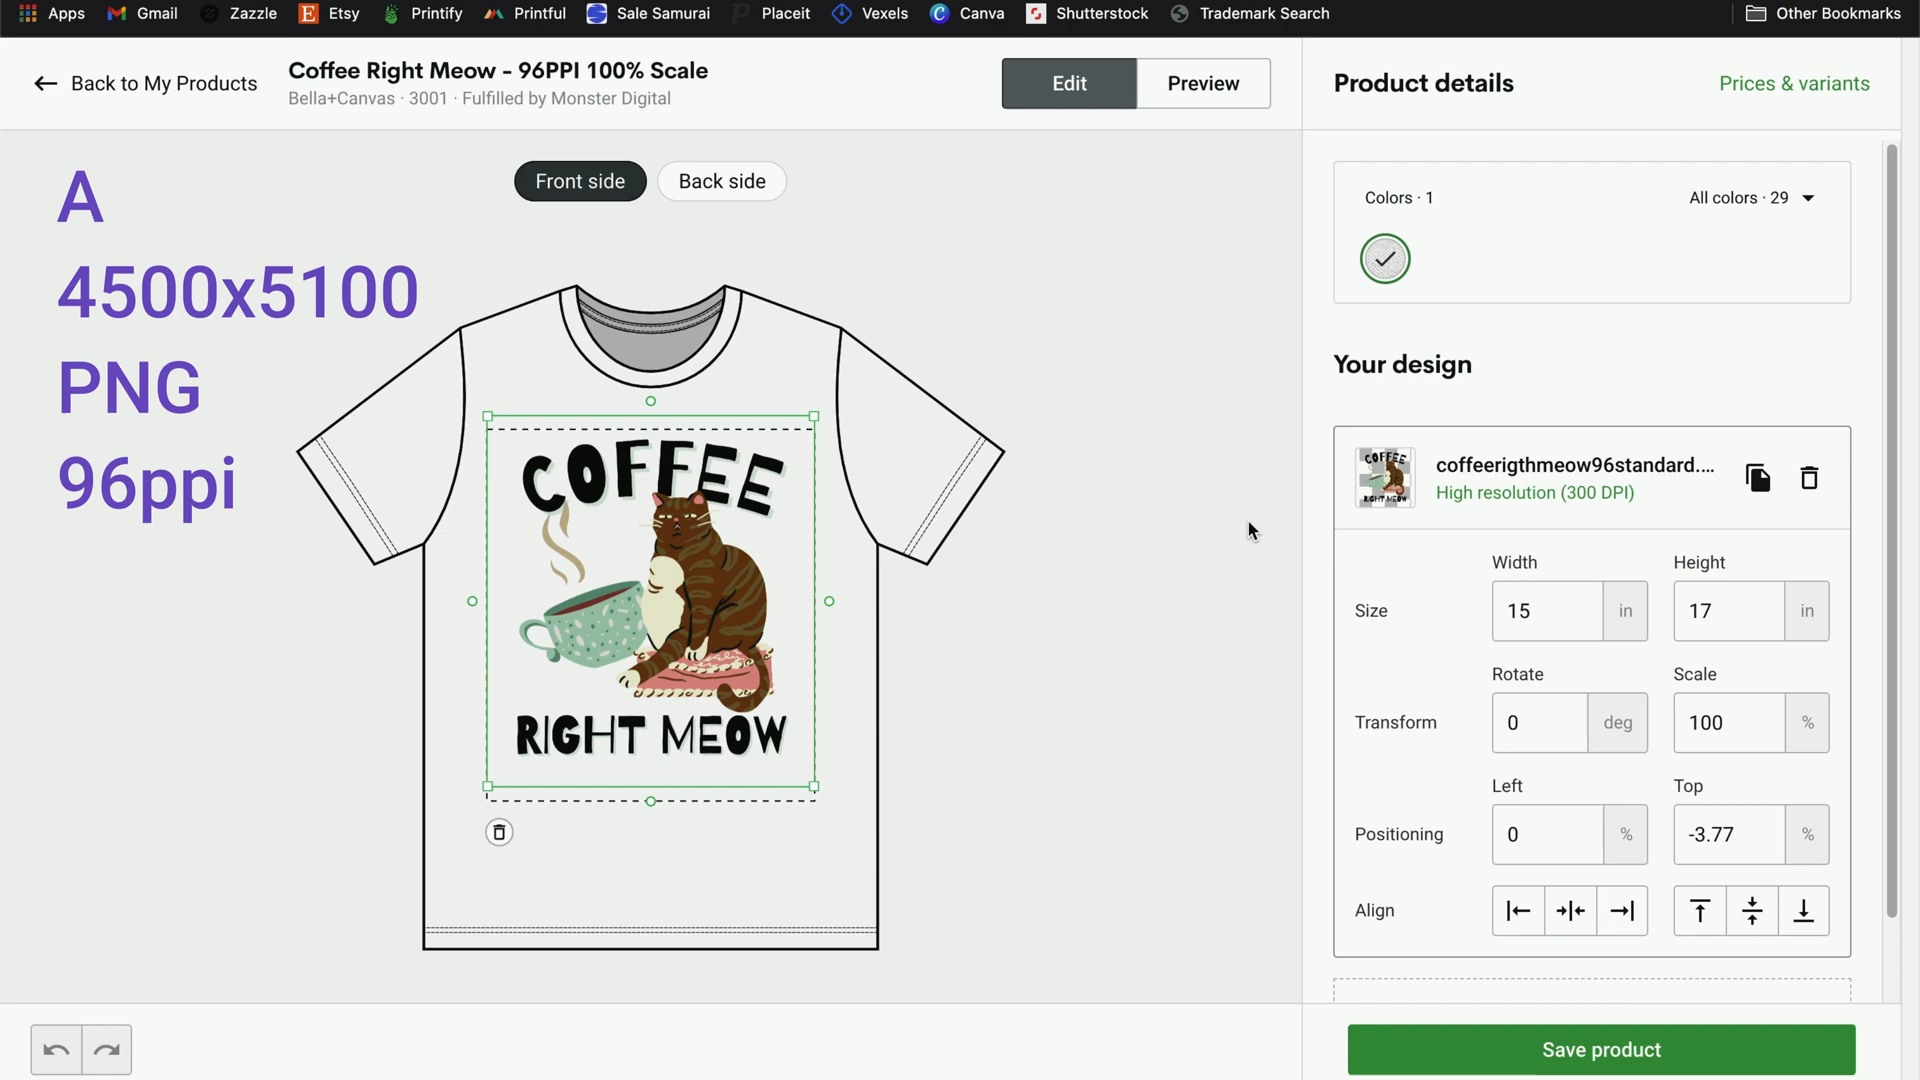 Apps Gmail Zazzle Etsy Printify Printful Sale Samurai Placeit Vexels Canva Shutterstock Trademark Search Other Bookmarks
Back to My Products
Coffee Right Meow - 96PPI 100% Scale
Bella+Canvas · 3001 · Fulfilled by Monster Digital
Edit Preview
Product details
Prices & variants
A
4500x5100
PNG
96ppi
Front side Back side
COFFEE
RIGHT MEOW
Colors · 1
All colors · 29
Your design
COFFEE
RIGHT MEOW
coffeerigthmeow96standard....
High resolution (300 DPI)
Width Height
Size 15 in 17 in
Rotate Scale
Transform 0 deg 100 %
Left Top
Positioning 0 % -3.77 %
Align
Save product